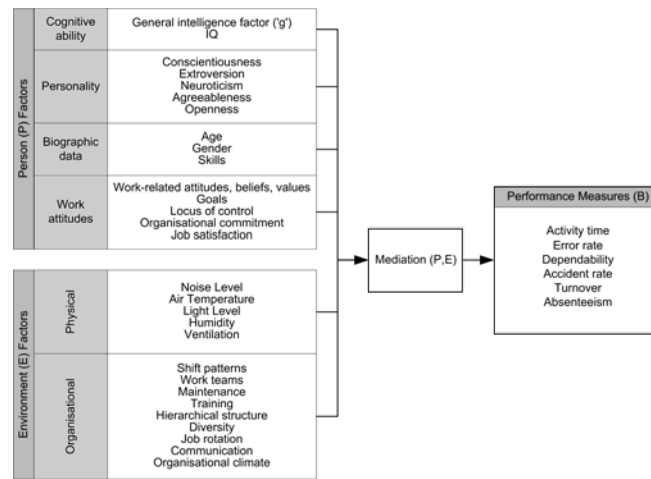 Person (P) Factors
Cognitive
ability
General intelligence factor ('g')
IQ
Personality
Conscientiousness
Extroversion
Neuroticism
Agreeableness
Openness
Biographic
data
Age
Gender
Skills
Work
attitudes
Work-related attitudes, beliefs, values
Goals
Locus of control
Organisational commitment
Job satisfaction
Environment (E) Factors
Physical
Noise Level
Air Temperature
Light Level
Humidity
Ventilation
Organisational
Shift patterns
Work teams
Maintenance
Training
Hierarchical structure
Diversity
Job rotation
Communication
Organisational climate
Mediation (P,E)
Performance Measures (B)
Activity time
Error rate
Dependability
Accident rate
Turnover
Absenteeism